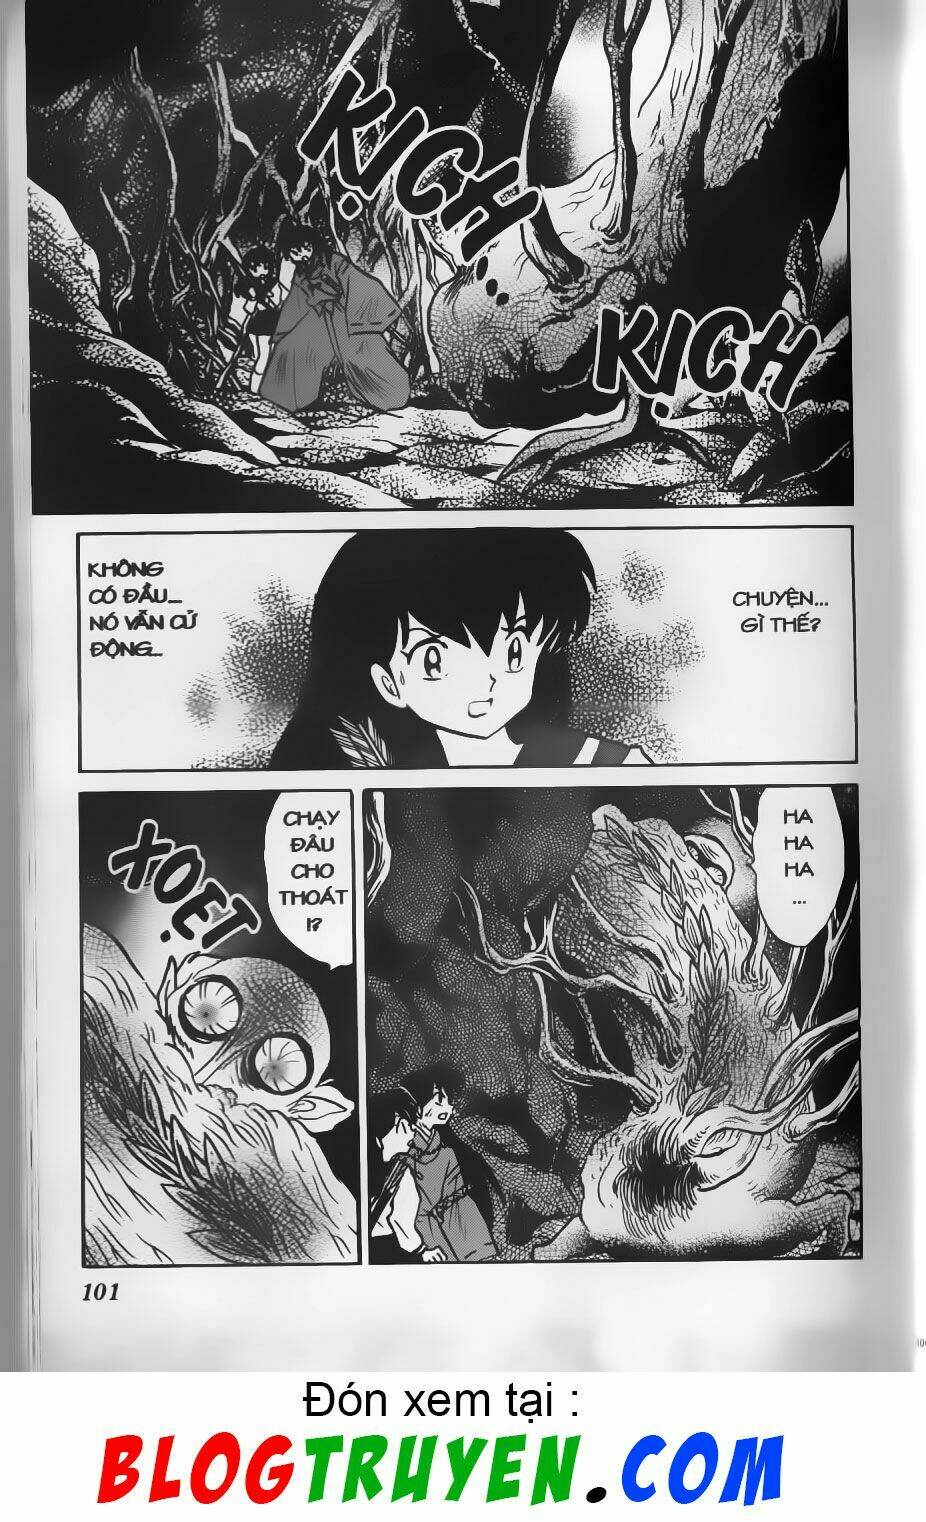 KỊCH
KỊCH
CHUYỆN...
GÌ THẾ?
KHÔNG
CÓ ĐẦU...
NÓ VẪN CỬ
ĐỘNG...
HA
HA
HA
...
CHẠY
ĐÂU
CHO
THOÁT
!?
XOẸT
101
Đón xem tại :
BLOGTRUYEN.COM